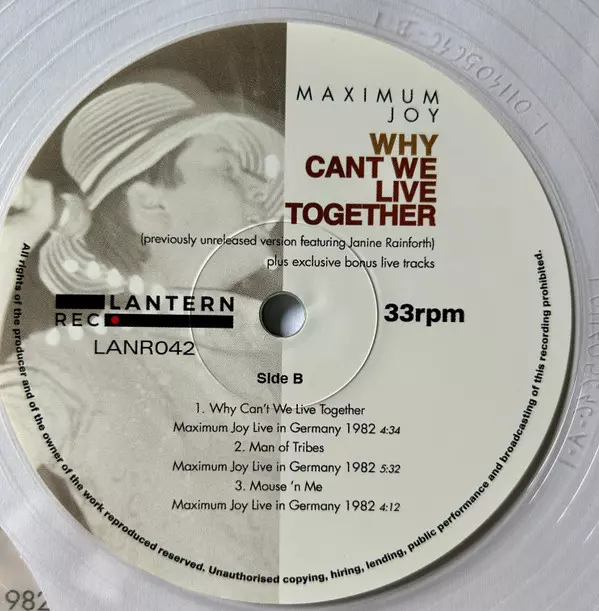 MAXIMUM
JOY
WHY
CANT WE
LIVE
TOGETHER
(previously unreleased version featuring Janine Rainforth)
plus exclusive bonus live tracks
LANTERN
REC
LANR042
33rpm
Side B
1. Why Can't We Live Together
Maximum Joy Live in Germany 1982 4:34
2. Man of Tribes
Maximum Joy Live in Germany 1982 5:32
3. Mouse 'n Me
Maximum Joy Live in Germany 1982 4:12
All rights of the producer and of the owner of the work reproduced reserved. Unauthorised copying, hiring, lending, public performance and broadcasting of this recording prohibited.
982